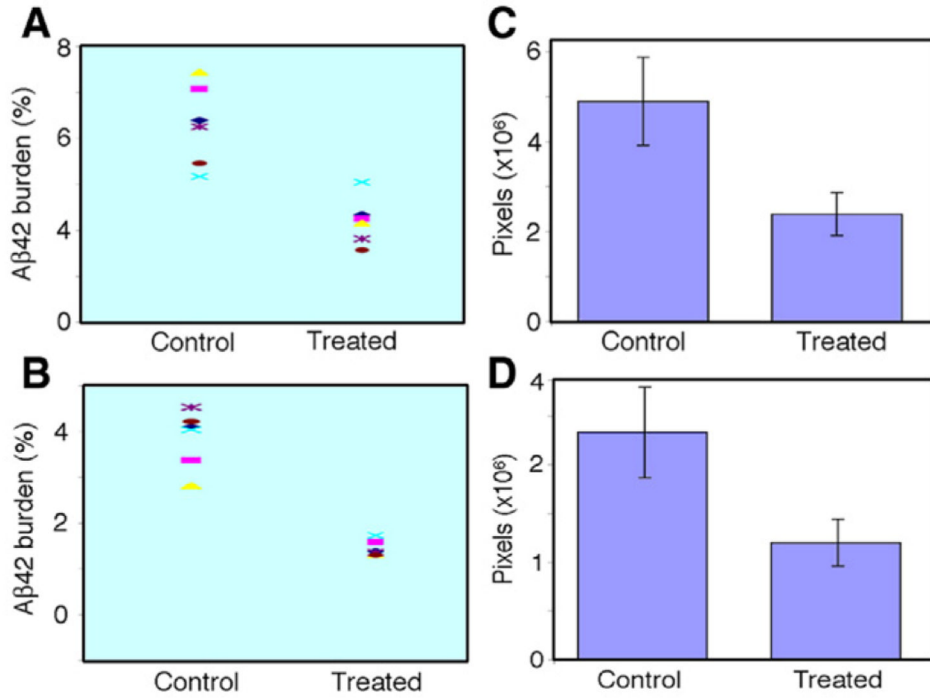 A
Aβ42 burden (%)
8
6
4
2
0
Control Treated
C
Pixels (x10⁶)
6
4
2
0
Control Treated
B
Aβ42 burden (%)
4
2
0
Control Treated
D
Pixels (x10⁶)
4
2
1
0
Control Treated